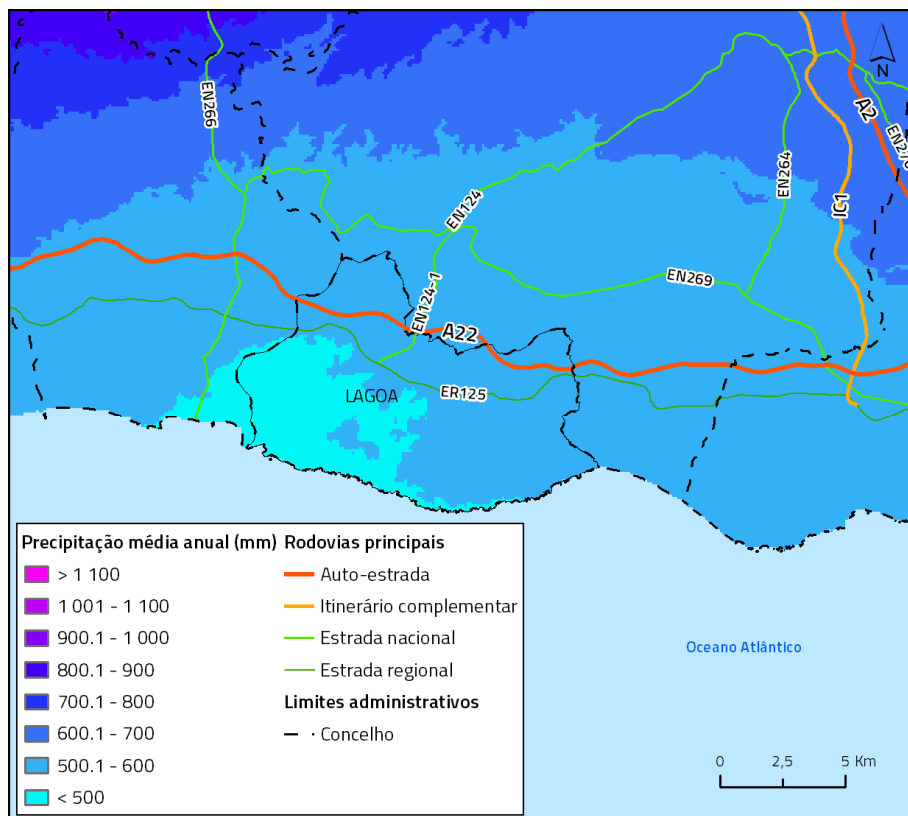 N
EN266
A2
EN270
EN264
IC1
EN124
EN269
EN124-1
A22
LAGOA
ER125
Precipitação média anual (mm)
> 1 100
1 001 - 1 100
900.1 - 1 000
800.1 - 900
700.1 - 800
600.1 - 700
500.1 - 600
< 500
Rodovias principais
Auto-estrada
Itinerário complementar
Estrada nacional
Estrada regional
Limites administrativos
Concelho
Oceano Atlântico
0 2,5 5 Km